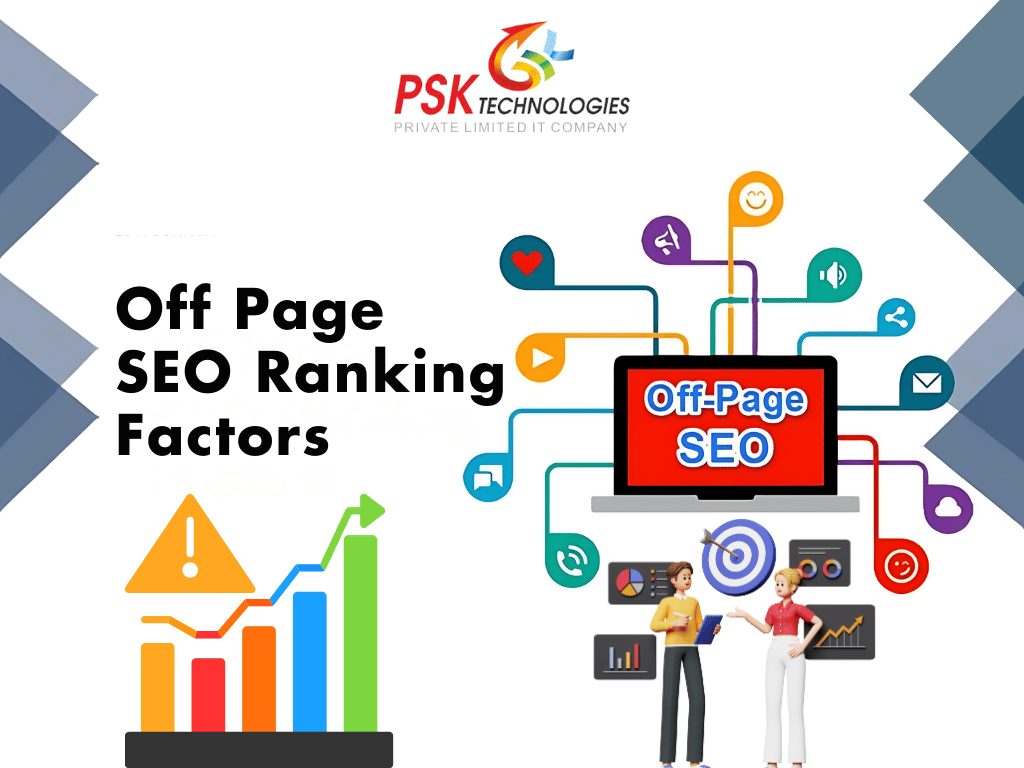 PSK TECHNOLOGIES
PRIVATE LIMITED IT COMPANY
Off Page
SEO Ranking
Factors
Off-Page
SEO